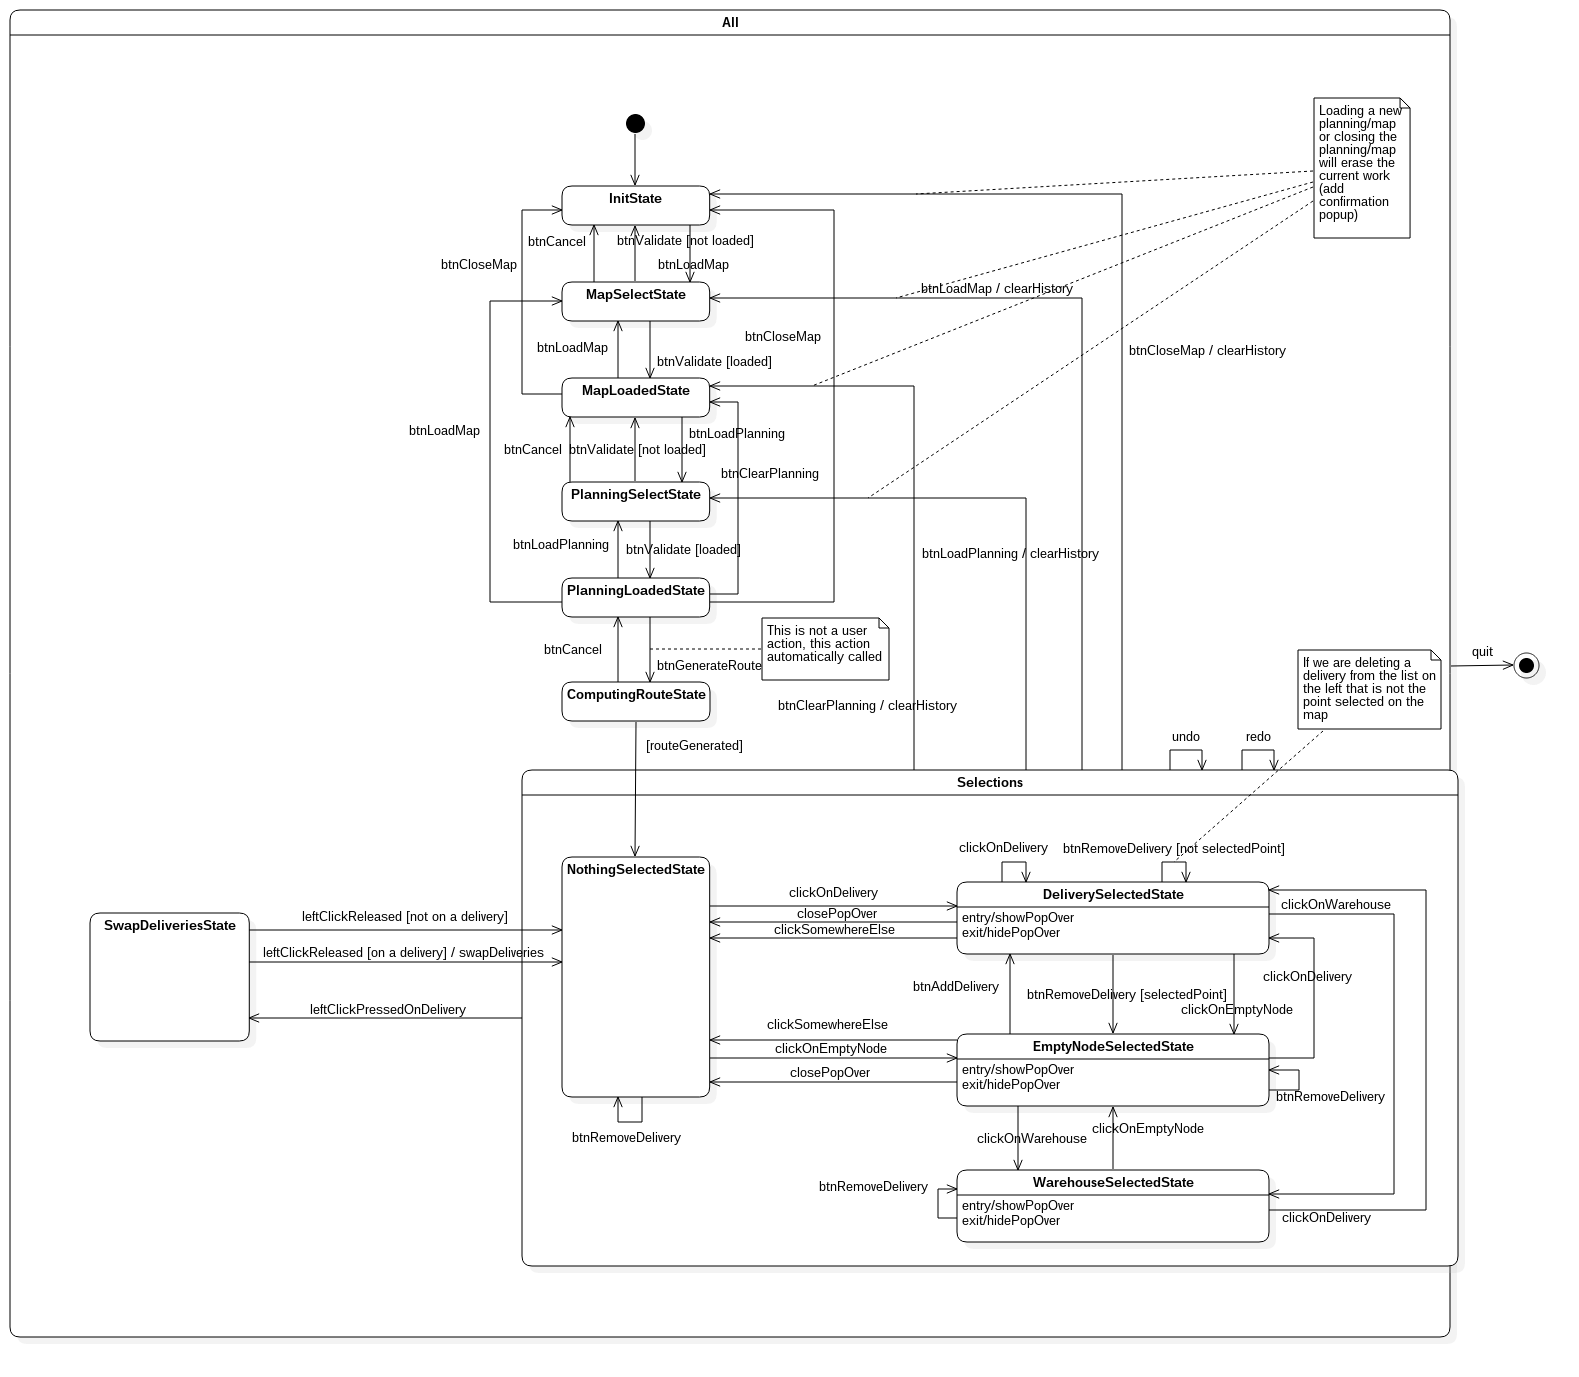 All
Loading a new
planning/map
or closing the
planning/map
will erase the
current work
(add
confirmation
popup)
InitState
btnCancel
btnValidate [not loaded]
btnCloseMap
btnLoadMap
MapSelectState
btnLoadMap / clearHistory
btnCloseMap
btnLoadMap
btnCloseMap / clearHistory
btnValidate [loaded]
MapLoadedState
btnLoadMap
btnLoadPlanning
btnCancel
btnValidate [not loaded]
btnClearPlanning
PlanningSelectState
btnLoadPlanning
btnValidate [loaded]
btnLoadPlanning / clearHistory
PlanningLoadedState
This is not a user
action, this action
automatically called
btnCancel
btnGenerateRoute
quit
If we are deleting a
delivery from the list on
the left that is not the
point selected on the
map
ComputingRouteState
btnClearPlanning / clearHistory
[routeGenerated]
undo
redo
Selections
clickOnDelivery
btnRemoveDelivery [not selectedPoint]
NothingSelectedState
DeliverySelectedState
entry/showPopOver
exit/hidePopOver
clickOnDelivery
closePopOver
clickSomewhereElse
clickOnWarehouse
SwapDeliveriesState
leftClickReleased [not on a delivery]
leftClickReleased [on a delivery] / swapDeliveries
leftClickPressedOnDelivery
btnAddDelivery
btnRemoveDelivery [selectedPoint]
clickOnDelivery
clickOnEmptyNode
clickSomewhereElse
clickOnEmptyNode
closePopOver
EmptyNodeSelectedState
entry/showPopOver
exit/hidePopOver
btnRemoveDelivery
btnRemoveDelivery
clickOnWarehouse
clickOnEmptyNode
WarehouseSelectedState
entry/showPopOver
exit/hidePopOver
btnRemoveDelivery
clickOnDelivery